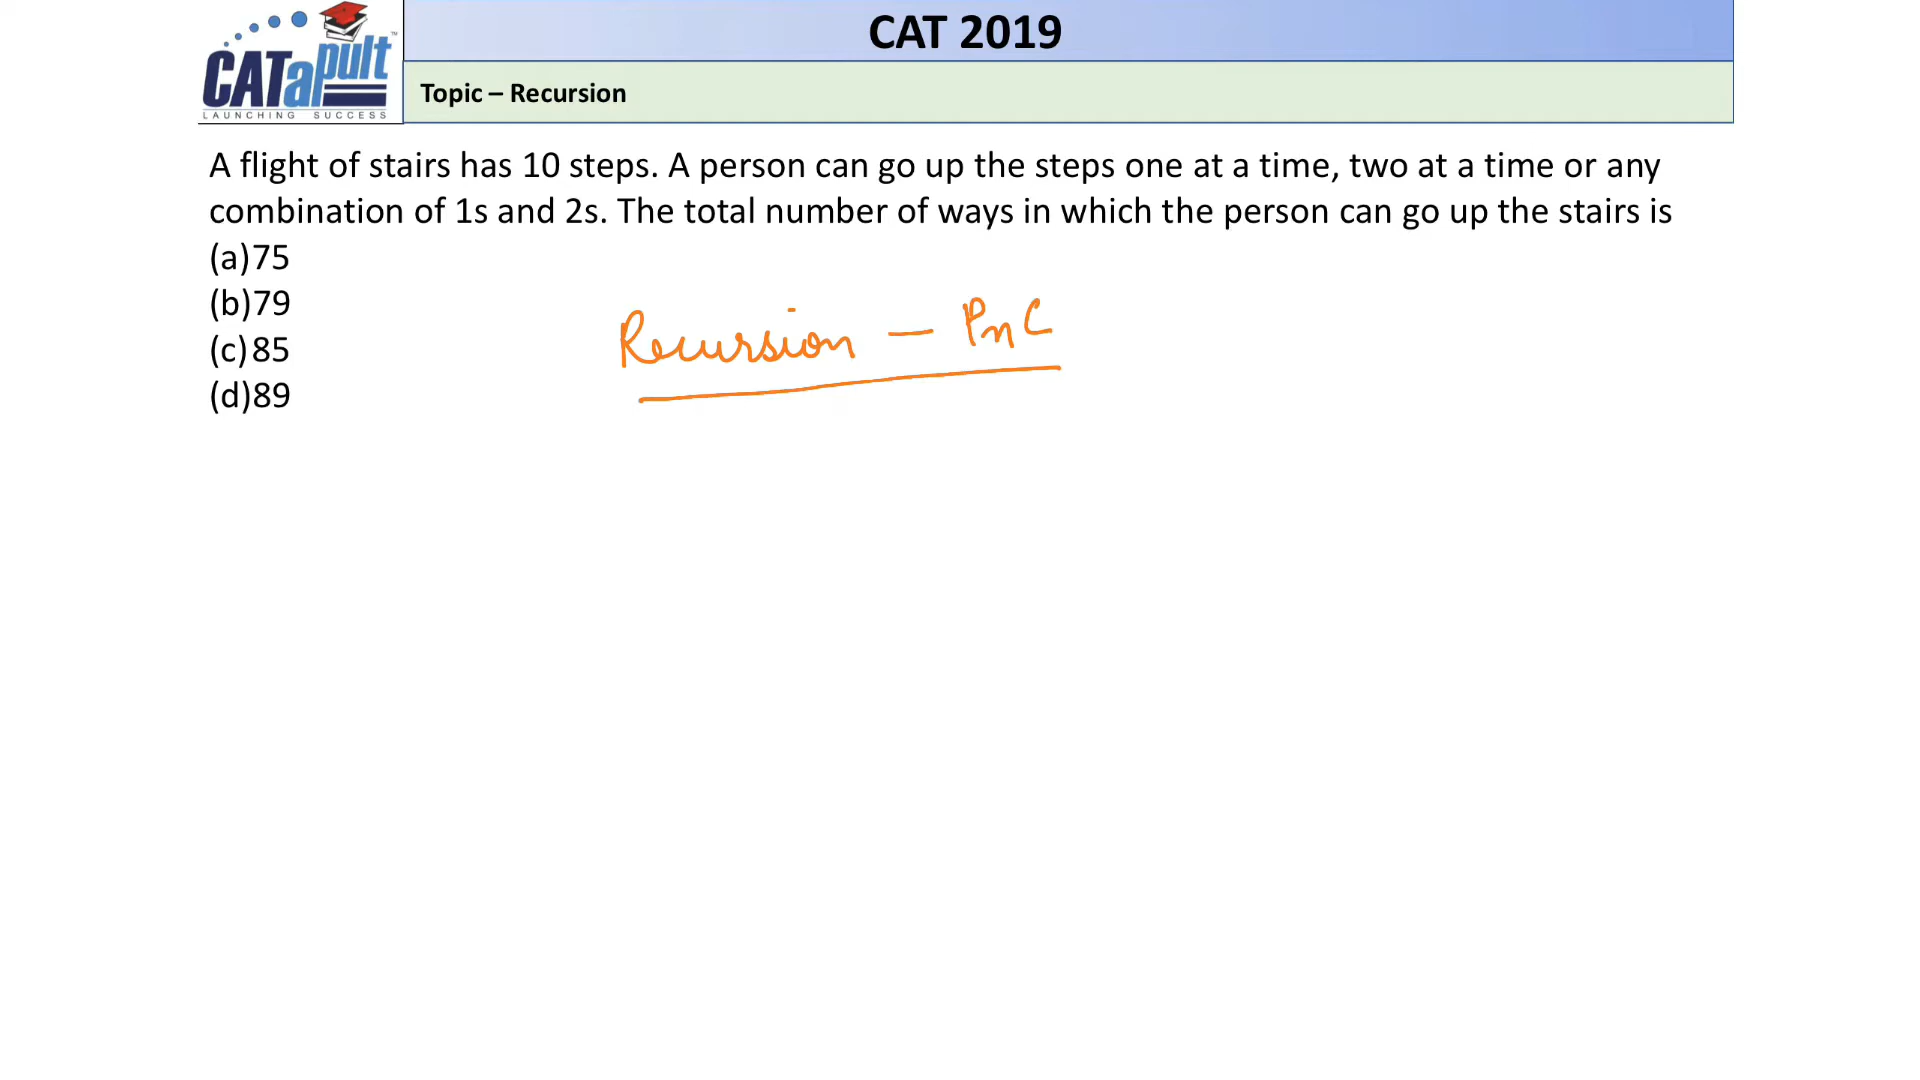 CATapult™
LAUNCHING SUCCESS
CAT 2019
Topic – Recursion
A flight of stairs has 10 steps. A person can go up the steps one at a time, two at a time or any
combination of 1s and 2s. The total number of ways in which the person can go up the stairs is
(a)75
(b)79
(c)85
(d)89
Recursion – PnC